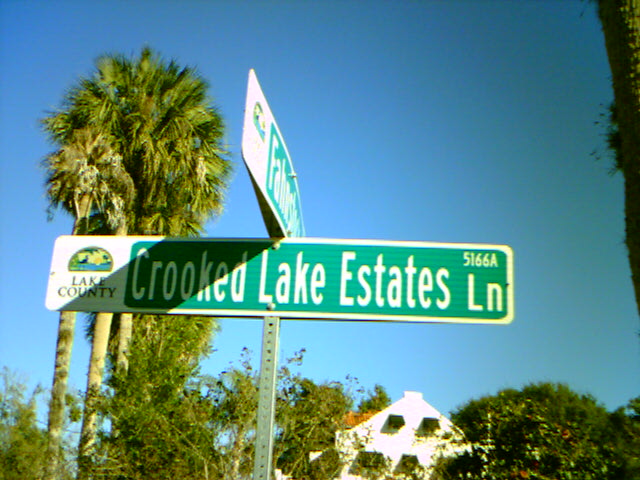 LAKE
COUNTY
Crooked Lake Estates Ln
5166A